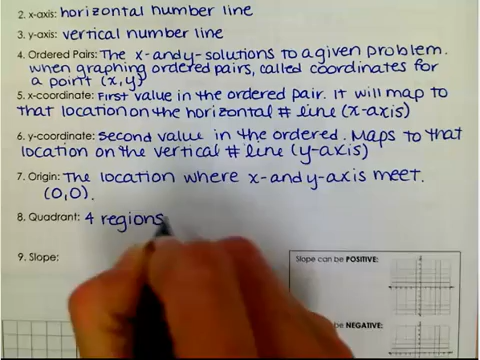 2. x-axis: horizontal number line
3. y-axis: vertical number line
4. Ordered Pairs: The x-and y-solutions to a given problem.
when graphing ordered pairs, called coordinates for
a point (x,y)
5. x-coordinate: First value in the ordered pair. It will map to
that location on the horizontal # line (x-axis)
6. y-coordinate: Second value in the ordered. Maps to that
location on the vertical # line (y-axis)
7. Origin: The location where x-and y-axis meet.
(0,0).
8. Quadrant: 4 regions
9. Slope:
Slope can be POSITIVE:
be NEGATIVE: